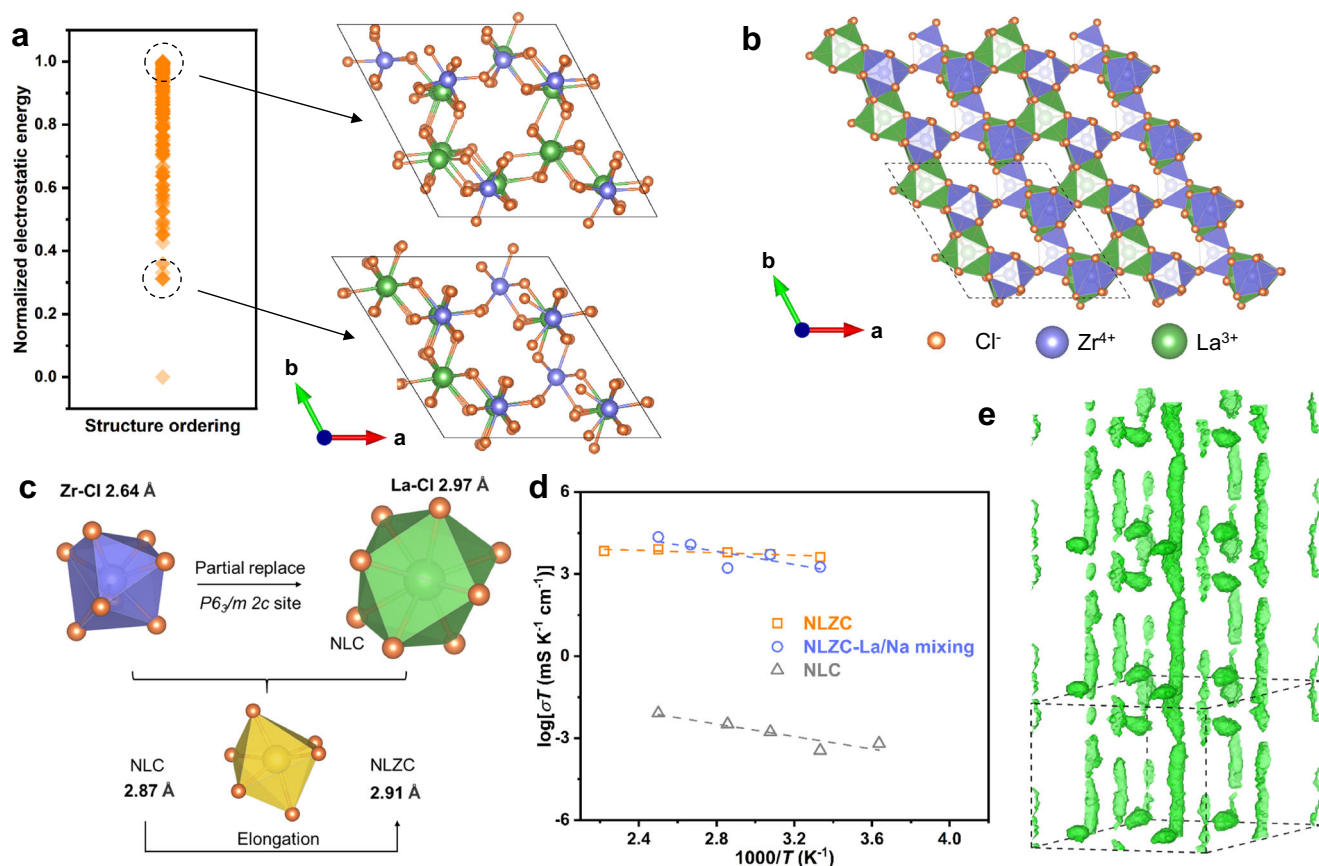 a
Normalized electrostatic energy
1.0
0.8
0.6
0.4
0.2
0.0
Structure ordering
b
a
b
b
a
Cl⁻
Zr⁴⁺
La³⁺
c
Zr-Cl 2.64 Å
La-Cl 2.97 Å
Partial replace
P6₃/m 2c site
NLC
NLC
2.87 Å
NLZC
2.91 Å
Elongation
d
log[σT (mS K⁻¹ cm⁻¹)]
6
3
0
-3
-6
NLZC
NLZC-La/Na mixing
NLC
2.4
2.8
3.2
3.6
4.0
1000/T (K⁻¹)
e